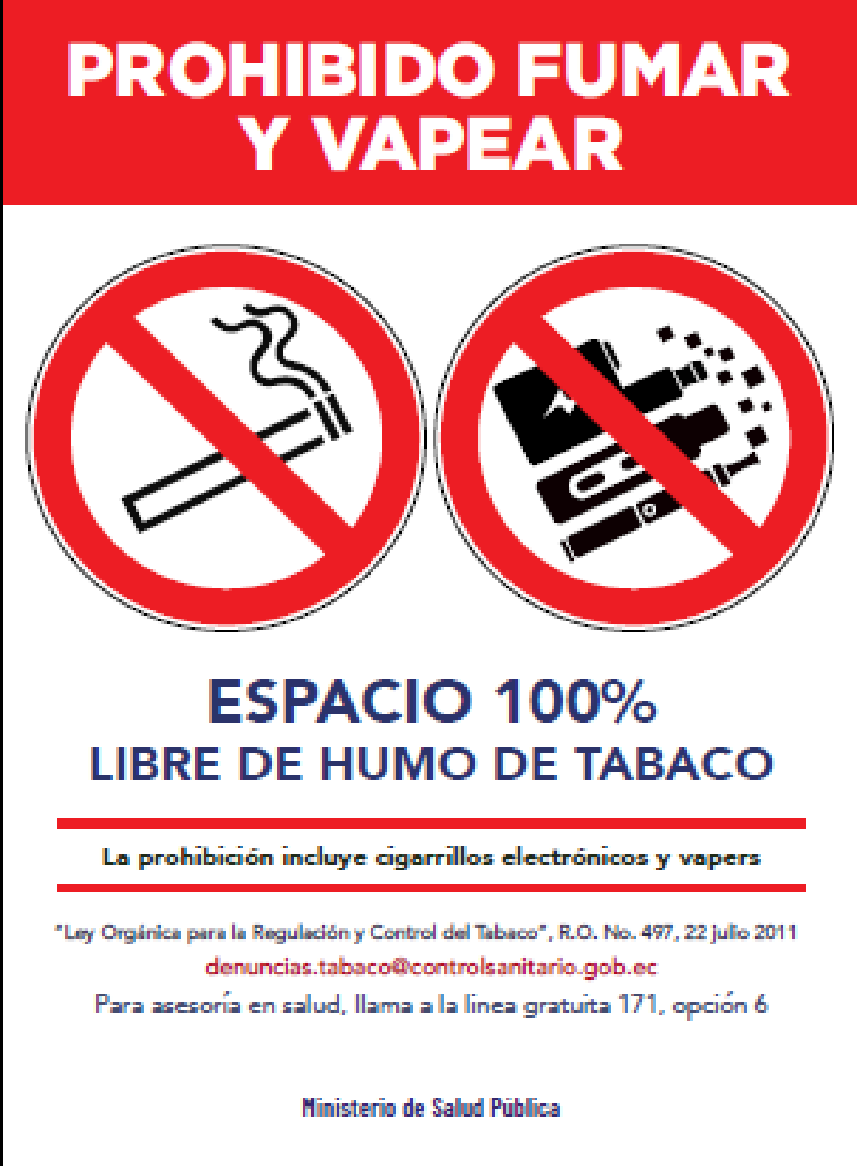 PROHIBIDO FUMAR
Y VAPEAR
ESPACIO 100%
LIBRE DE HUMO DE TABACO
La prohibición incluye cigarrillos electrónicos y vapers
"Ley Orgánica para la Regulación y Control del Tabaco", R.O. No. 497, 22 julio 2011
denuncias.tabaco@controlsanitario.gob.ec
Para asesoría en salud, llama a la linea gratuita 171, opción 6
Ministerio de Salud Pública